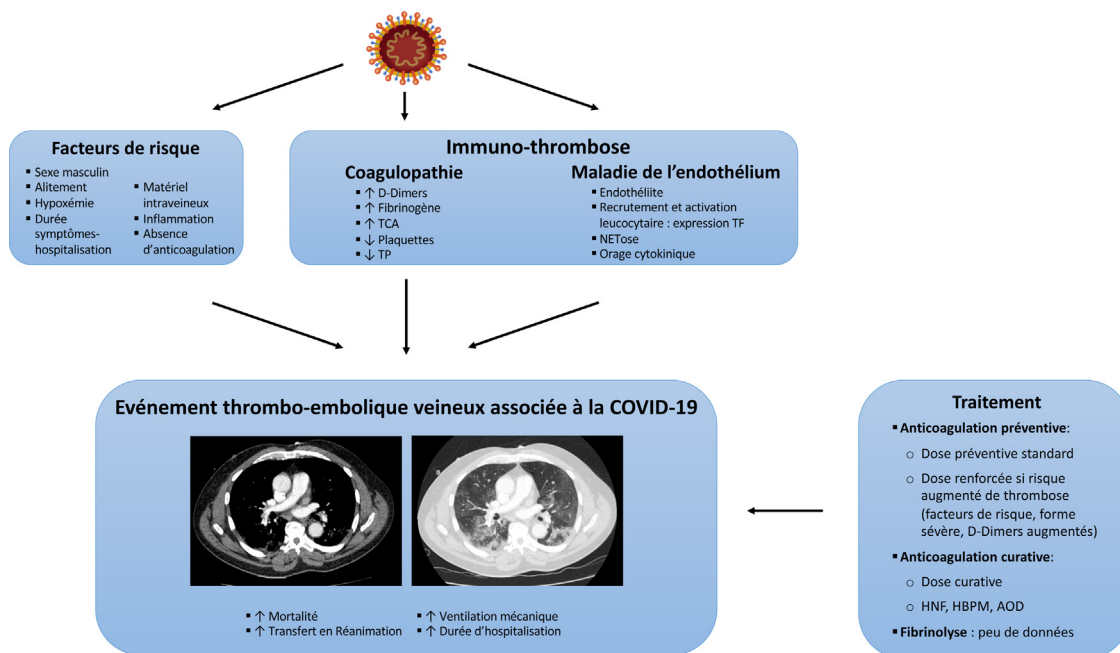 Facteurs de risque
▪ Sexe masculin
▪ Alitement
▪ Hypoxémie
▪ Durée
symptômes-
hospitalisation
▪ Matériel
intraveineux
▪ Inflammation
▪ Absence
d'anticoagulation
Immuno-thrombose
Coagulopathie
▪ ↑ D-Dimers
▪ ↑ Fibrinogène
▪ ↑ TCA
▪ ↓ Plaquettes
▪ ↓ TP
Maladie de l'endothélium
▪ Endothéliite
▪ Recrutement et activation
leucocytaire : expression TF
▪ NETose
▪ Orage cytokinique
Evénement thrombo-embolique veineux associée à la COVID-19
▪ ↑ Mortalité
▪ ↑ Transfert en Réanimation
▪ ↑ Ventilation mécanique
▪ ↑ Durée d'hospitalisation
Traitement
▪ Anticoagulation préventive:
o Dose préventive standard
o Dose renforcée si risque
augmenté de thrombose
(facteurs de risque, forme
sévère, D-Dimers augmentés)
▪ Anticoagulation curative:
o Dose curative
o HNF, HBPM, AOD
▪ Fibrinolyse : peu de données